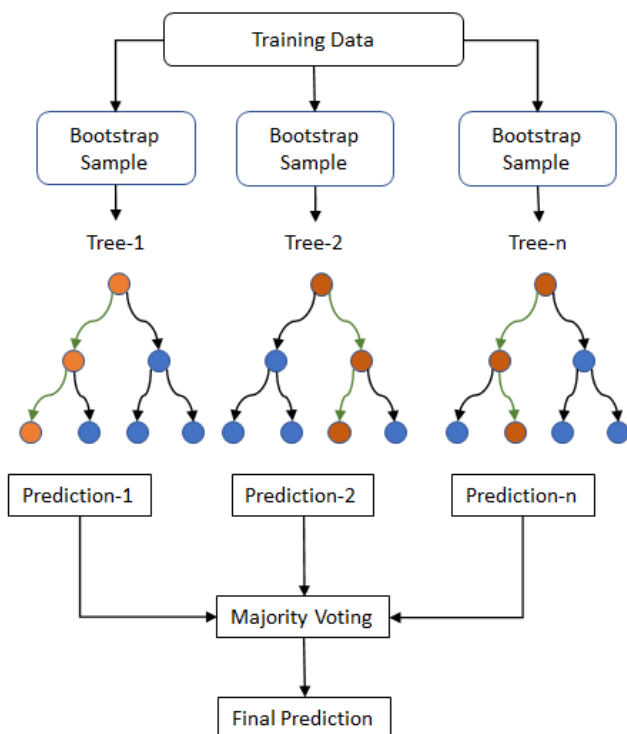 Training Data
Bootstrap
Sample
Bootstrap
Sample
Bootstrap
Sample
Tree-1
Tree-2
Tree-n
Prediction-1
Prediction-2
Prediction-n
Majority Voting
Final Prediction